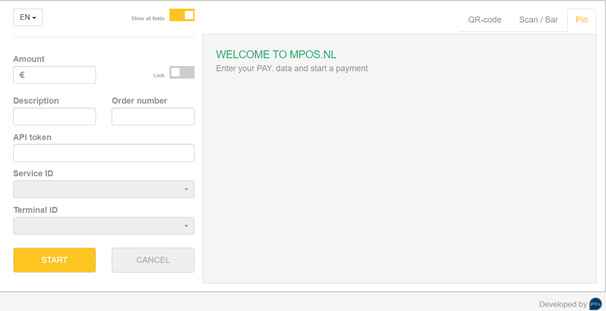 EN
Show all fields
QR-code
Scan / Bar
Pin
WELCOME TO MPOS.NL
Enter your PAY. data and start a payment
Amount
€
Lock
Description
Order number
API token
Service ID
Terminal ID
START
CANCEL
Developed by